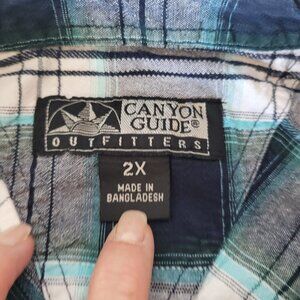 CANYON
GUIDE®
OUTFITTERS
2X
MADE IN
BANGLADESH